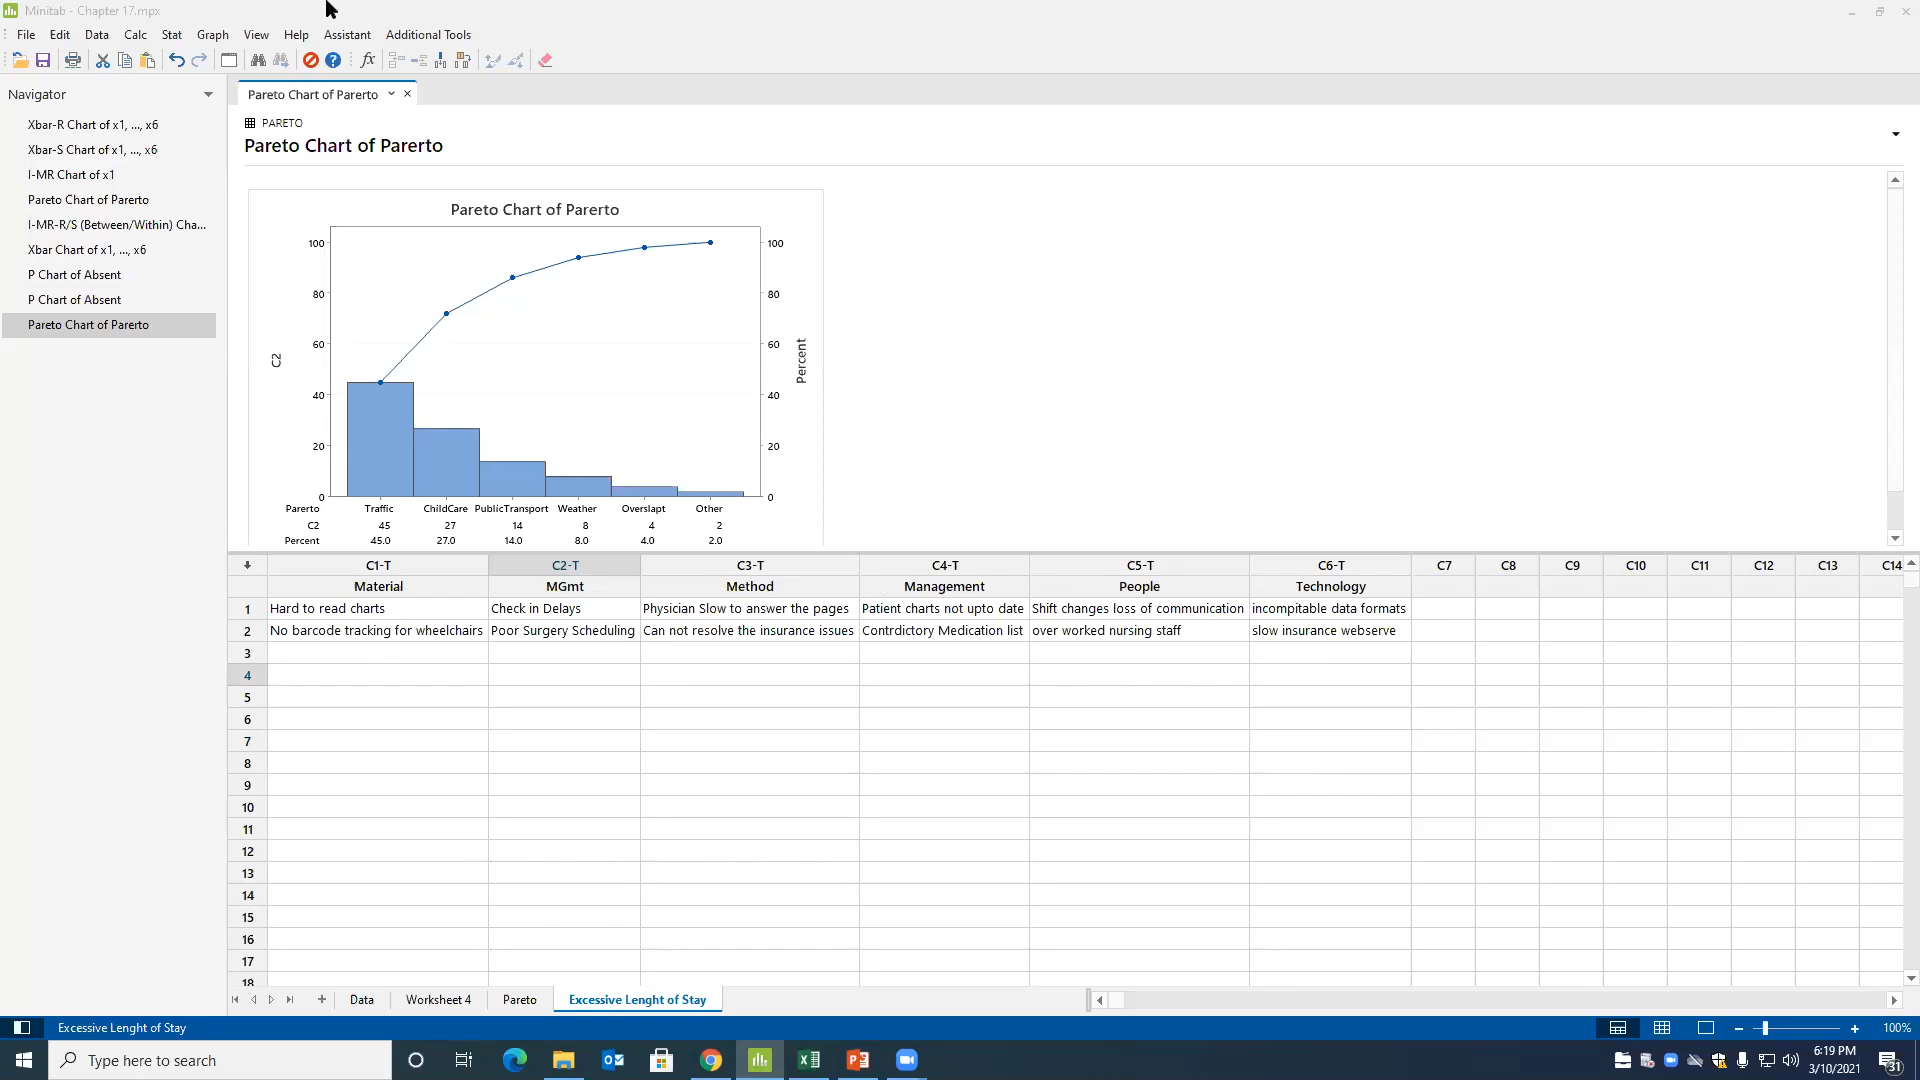 Minitab - Chapter 17.mpx
File Edit Data Calc Stat Graph View Help Assistant Additional Tools
Navigator
Xbar-R Chart of x1, ..., x6
Xbar-S Chart of x1, ..., x6
I-MR Chart of x1
Pareto Chart of Parerto
I-MR-R/S (Between/Within) Cha...
Xbar Chart of x1, ..., x6
P Chart of Absent
P Chart of Absent
Pareto Chart of Parerto
Pareto Chart of Parerto
PARETO
Pareto Chart of Parerto
Pareto Chart of Parerto
100 100
80 80
60 60
40 40
20 20
0 0
C2
Percent
Parerto Traffic ChildCare PublicTransport Weather Overslapt Other
C2 45 27 14 8 4 2
Percent 45.0 27.0 14.0 8.0 4.0 2.0
C1-T C2-T C3-T C4-T C5-T C6-T C7 C8 C9 C10 C11 C12 C13 C14
Material MGmt Method Management People Technology
1 Hard to read charts Check in Delays Physician Slow to answer the pages Patient charts not upto date Shift changes loss of communication incompitable data formats
2 No barcode tracking for wheelchairs Poor Surgery Scheduling Can not resolve the insurance issues Contrdictory Medication list over worked nursing staff slow insurance webserve
3
4
5
6
7
8
9
10
11
12
13
14
15
16
17
18
Data Worksheet 4 Pareto Excessive Lenght of Stay
Excessive Lenght of Stay 100%
Type here to search
6:19 PM
3/10/2021
31